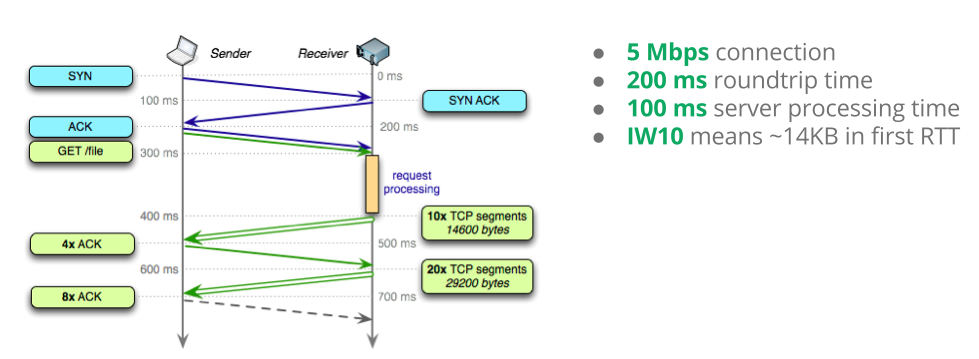 Sender Receiver
SYN
0 ms
100 ms
SYN ACK
ACK
200 ms
GET /file
300 ms
request
processing
400 ms
10x TCP segments
14600 bytes
4x ACK
500 ms
600 ms
20x TCP segments
29200 bytes
8x ACK
700 ms
● 5 Mbps connection
● 200 ms roundtrip time
● 100 ms server processing time
● IW10 means ~14KB in first RTT